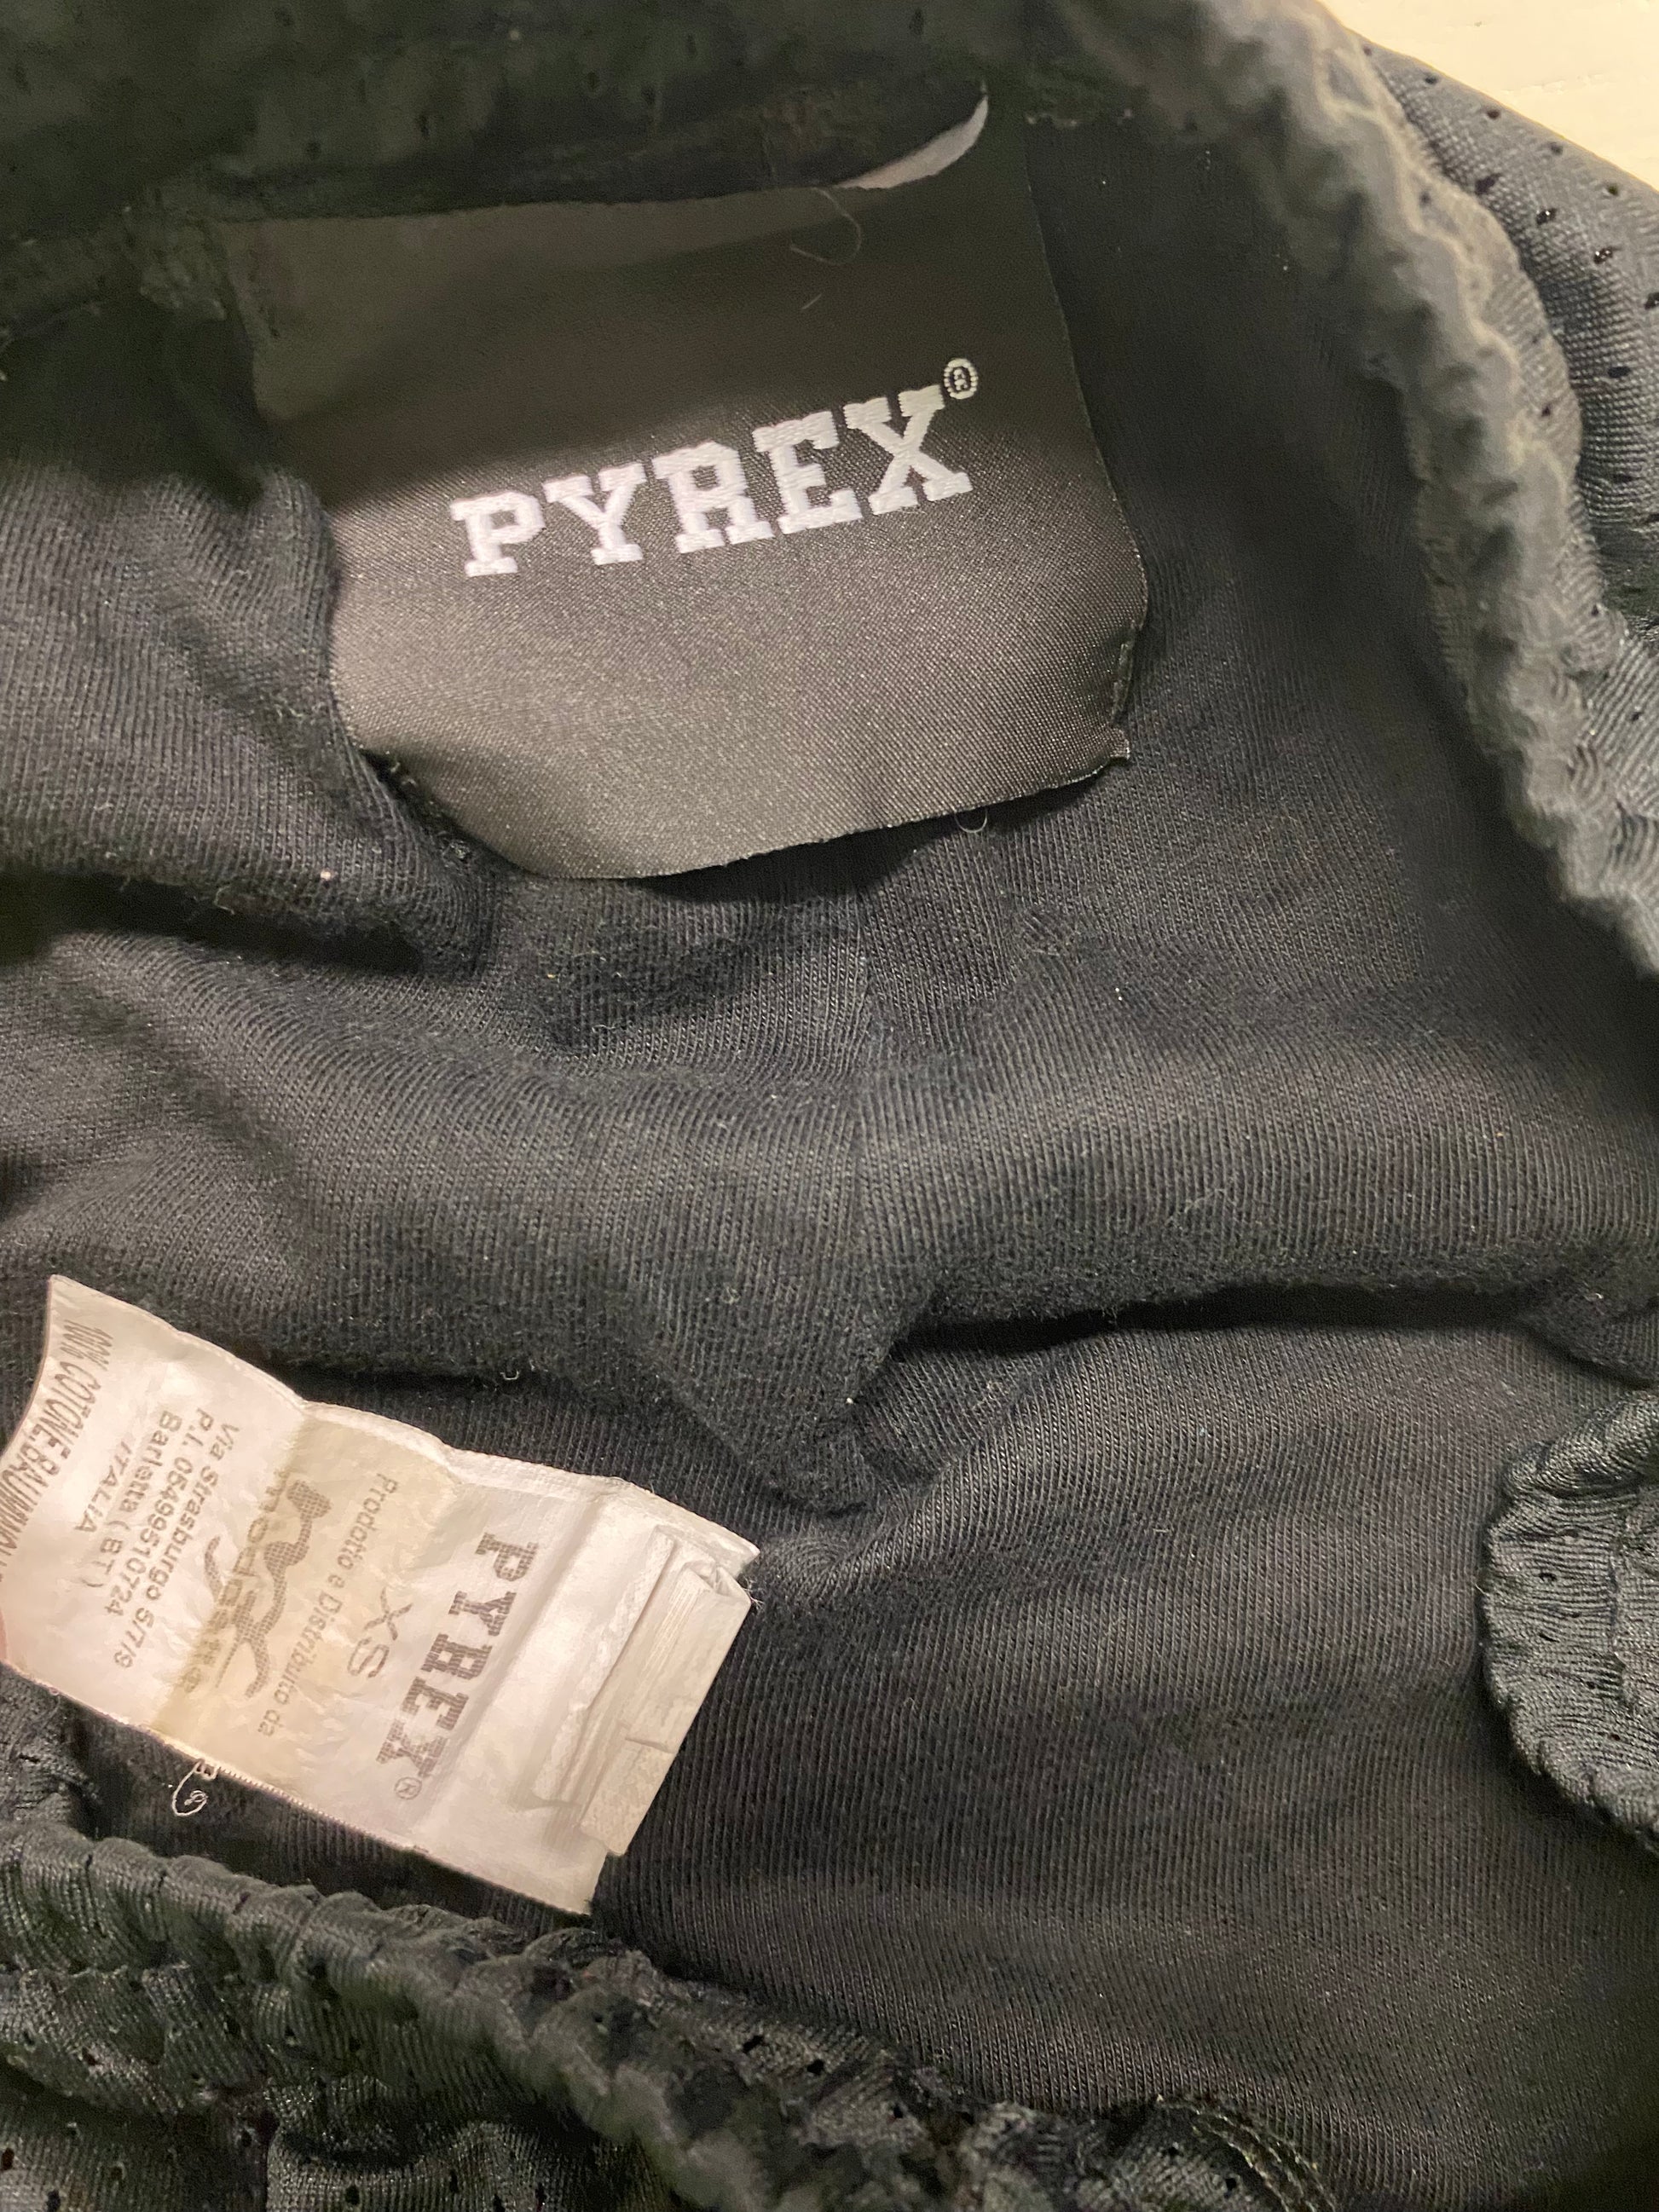 PYREX®
PYREX®
XS
Prodotto e Distribuito da
Via Strasburgo 5/7/9
P.I. 05499510724
Barletta (BT)
ITALIA
100% COTONE.BAUMWOLLE